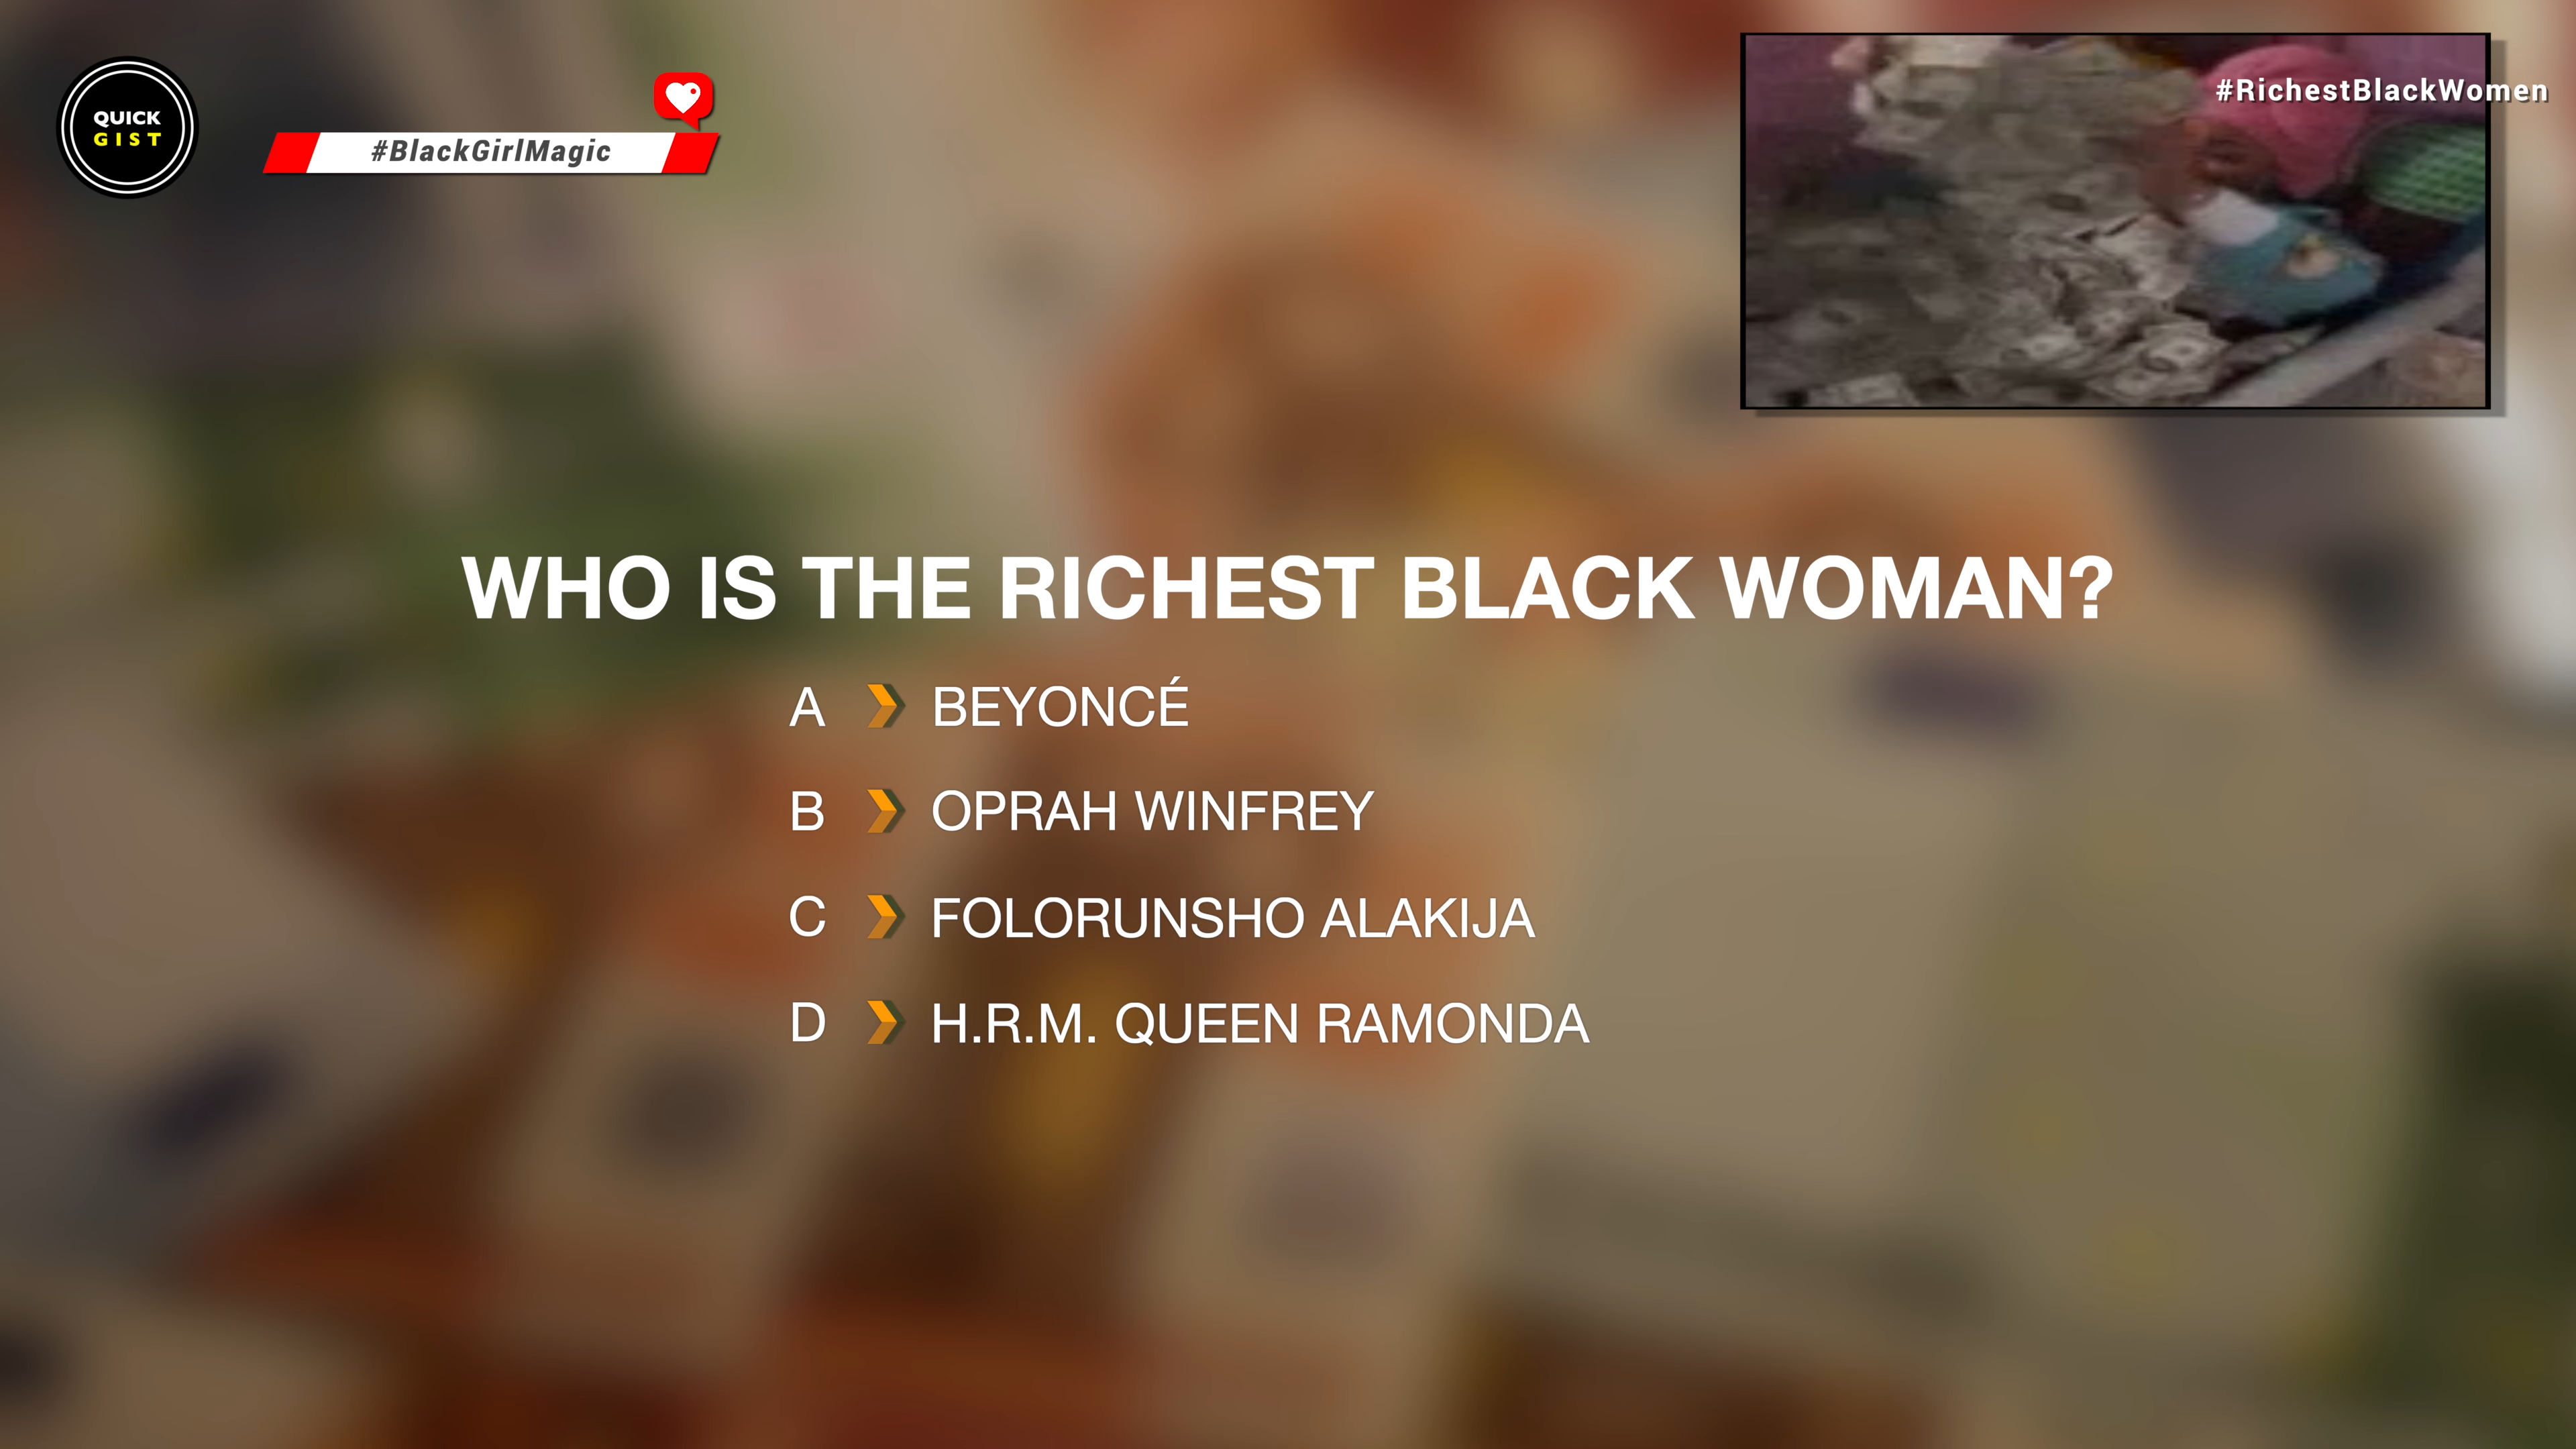 QUICK
GIST
#BlackGirlMagic
#RichestBlackWomen
WHO IS THE RICHEST BLACK WOMAN?
A BEYONCÉ
B OPRAH WINFREY
C FOLORUNSHO ALAKIJA
D H.R.M. QUEEN RAMONDA